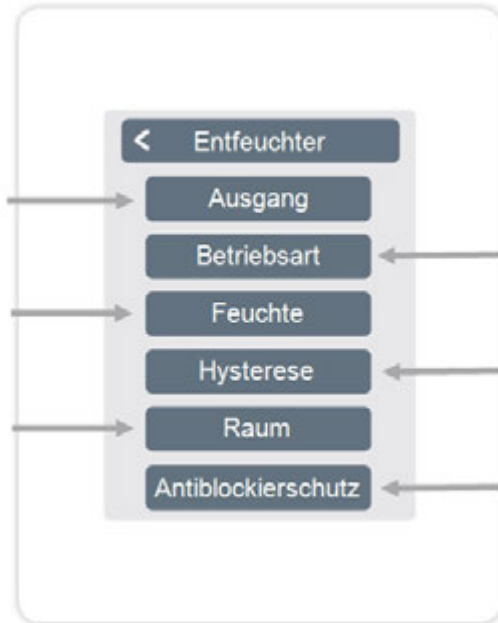 < Entfeuchter
Ausgang
Betriebsart
Feuchte
Hysterese
Raum
Antiblockierschutz